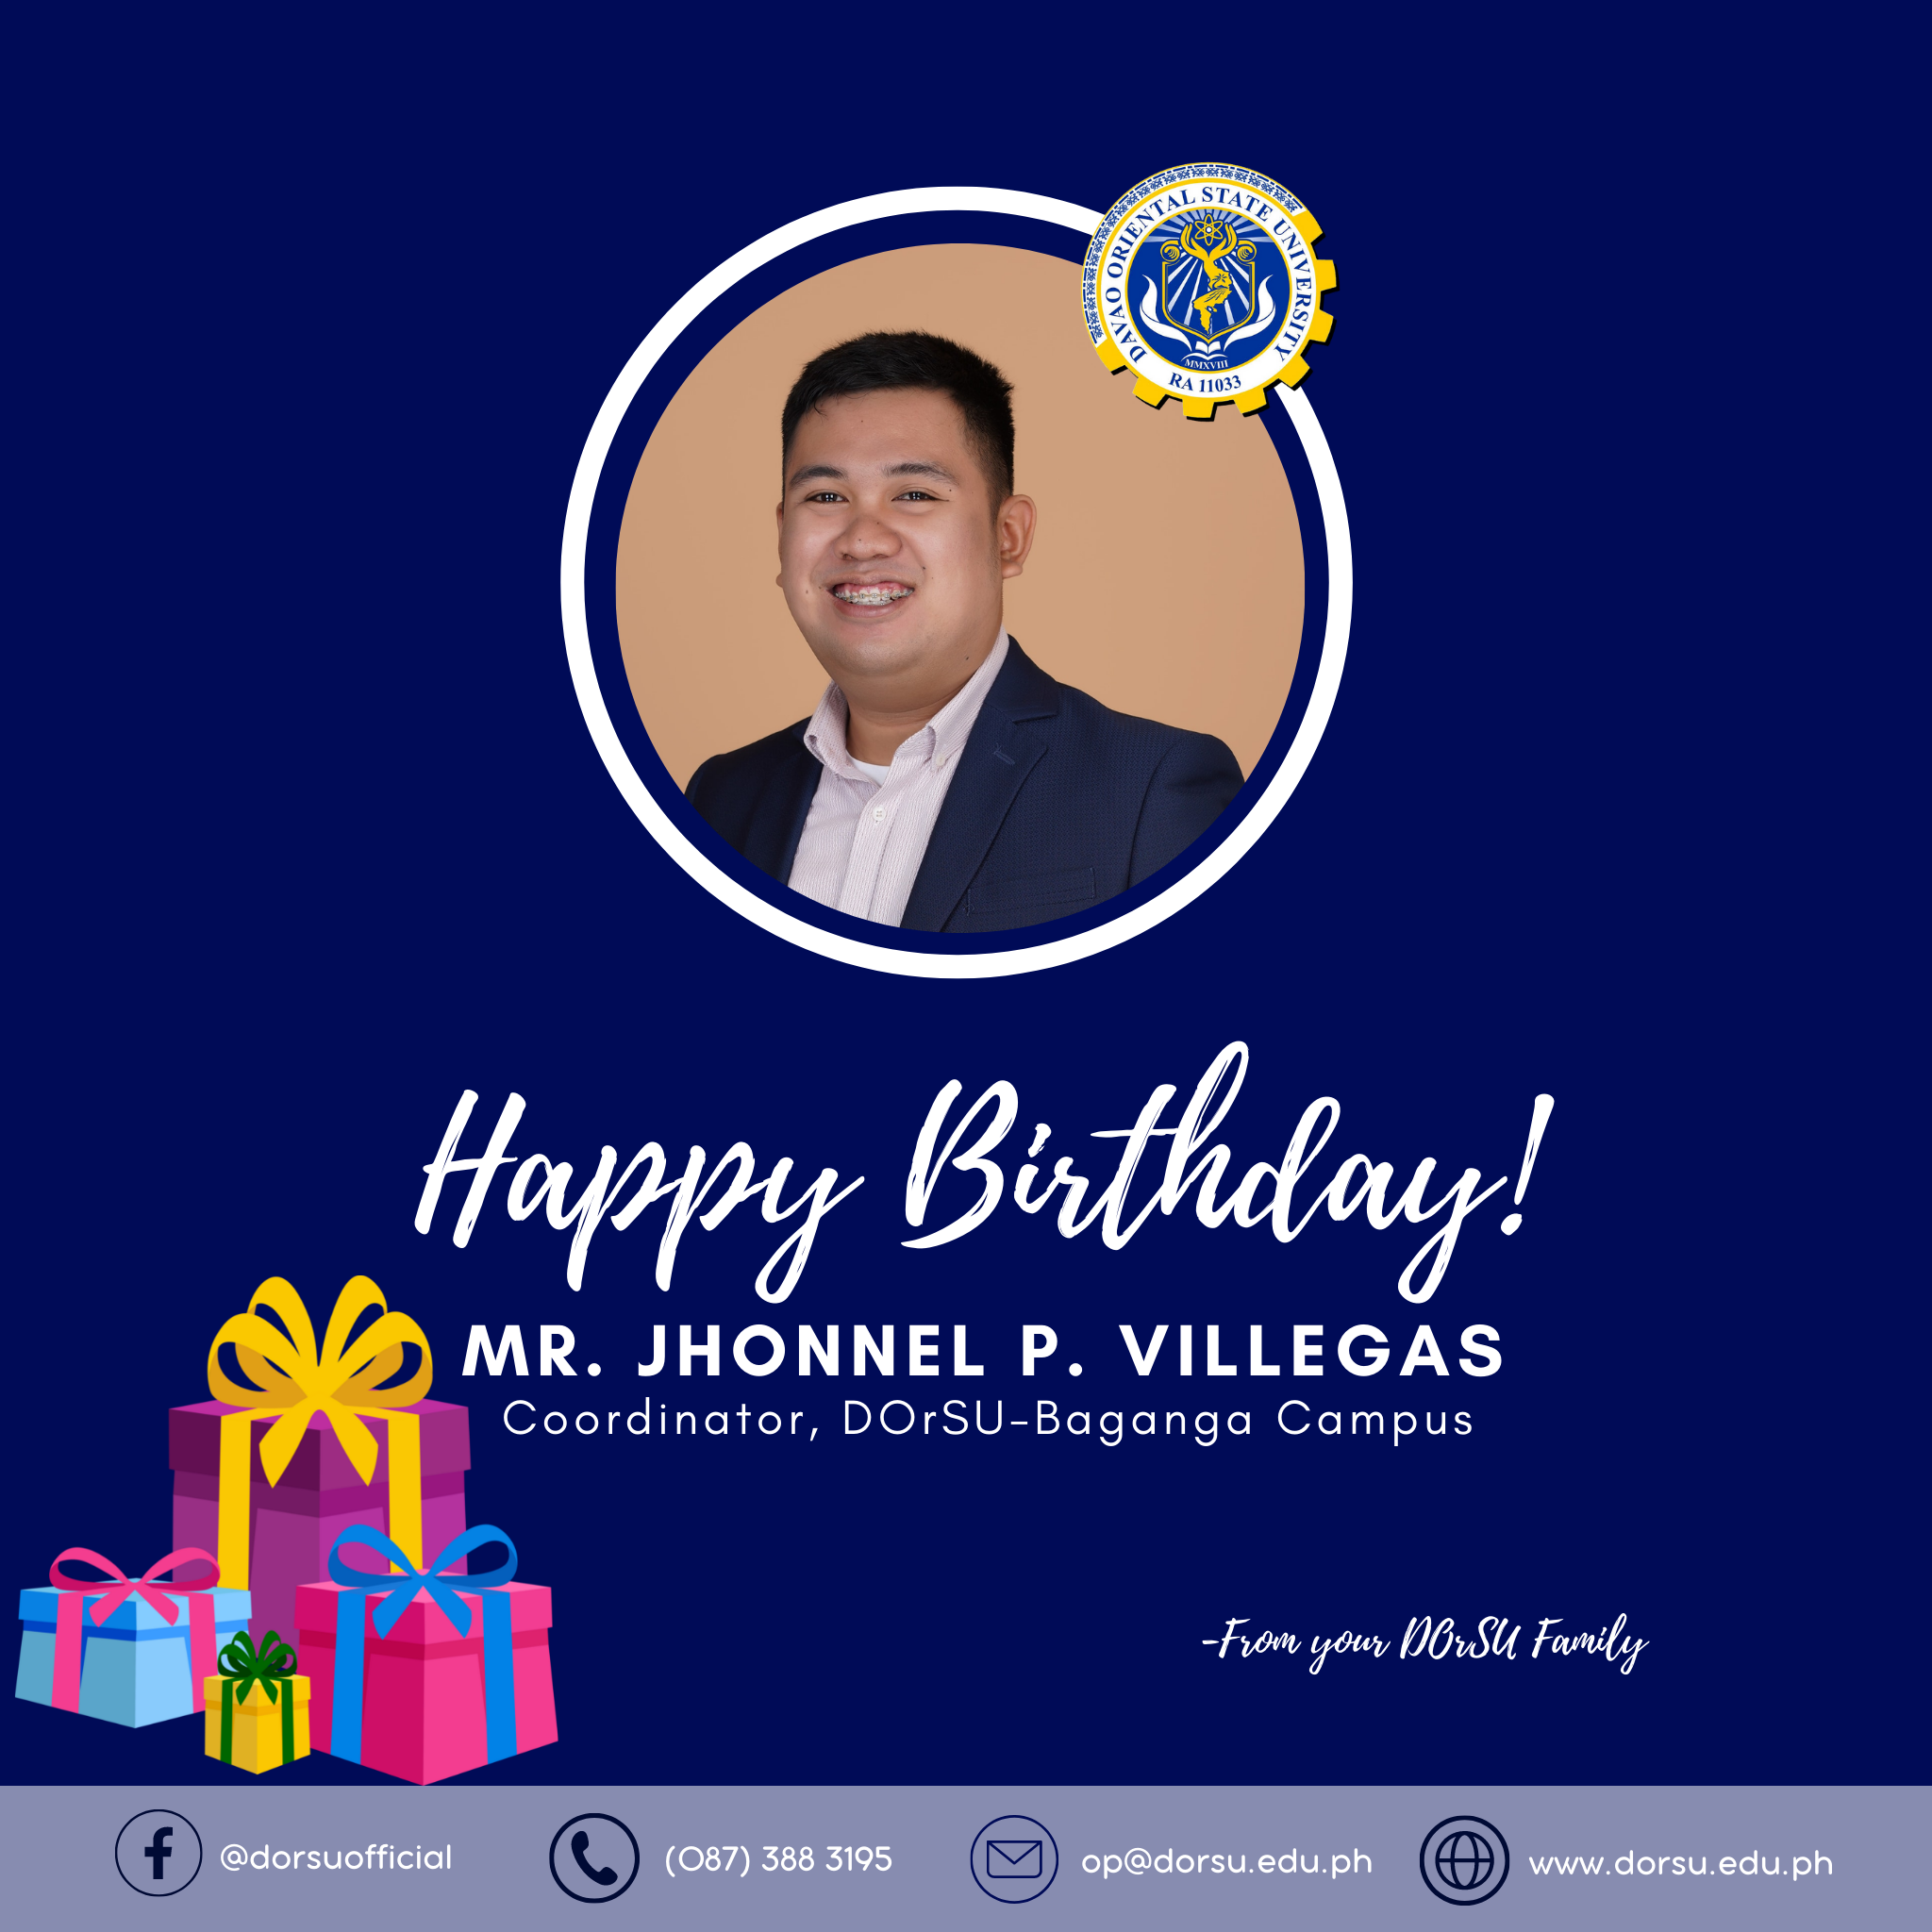 DAVAO ORIENTAL STATE UNIVERSITY
MMXVIII
RA 11033
Happy Birthday!
MR. JHONNEL P. VILLEGAS
Coordinator, DOrSU-Baganga Campus
-From your DOrSU Family
@dorsuofficial (087) 388 3195 op@dorsu.edu.ph www.dorsu.edu.ph